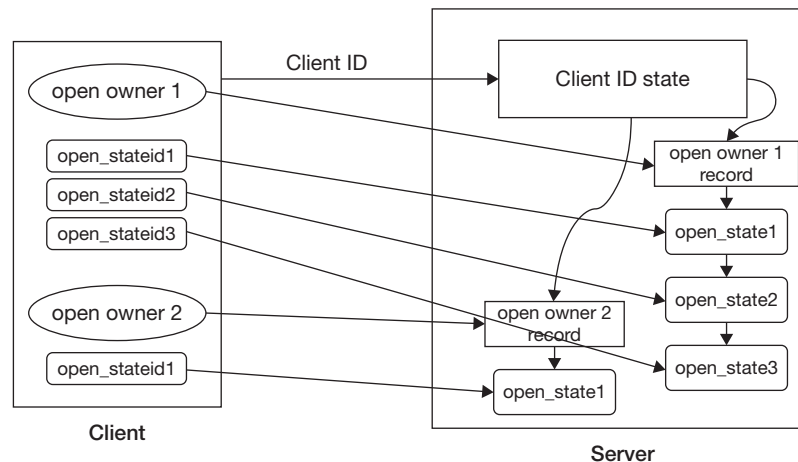 Client ID
Client ID state
open owner 1
open_stateid1
open_stateid2
open_stateid3
open owner 2
open_stateid1
Client
open owner 1
record
open_state1
open_state2
open_state3
open owner 2
record
open_state1
Server